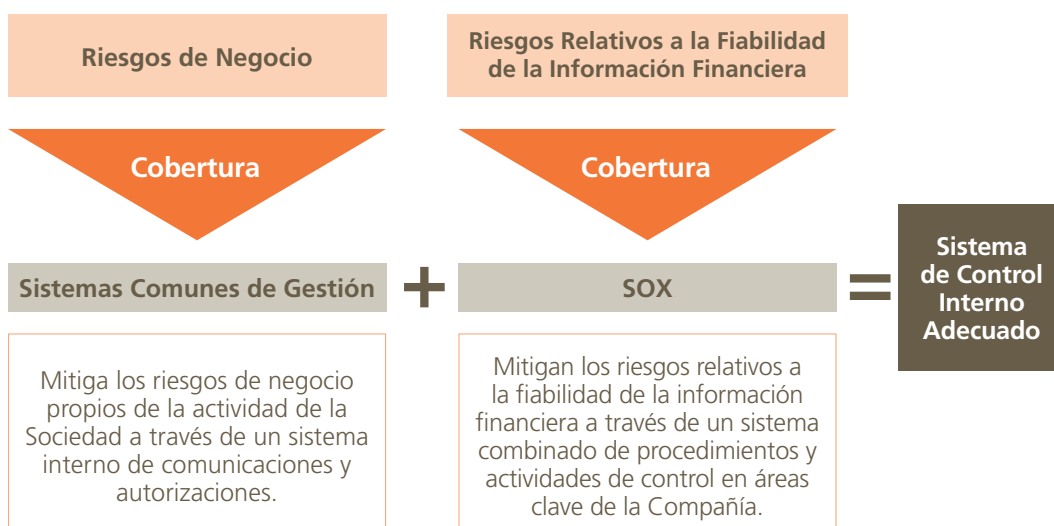 Riesgos de Negocio
Riesgos Relativos a la Fiabilidad
de la Información Financiera
Cobertura
Cobertura
Sistemas Comunes de Gestión
+
SOX
=
Sistema
de Control
Interno
Adecuado
Mitiga los riesgos de negocio
propios de la actividad de la
Sociedad a través de un sistema
interno de comunicaciones y
autorizaciones.
Mitigan los riesgos relativos a
la fiabilidad de la información
financiera a través de un sistema
combinado de procedimientos y
actividades de control en áreas
clave de la Compañía.